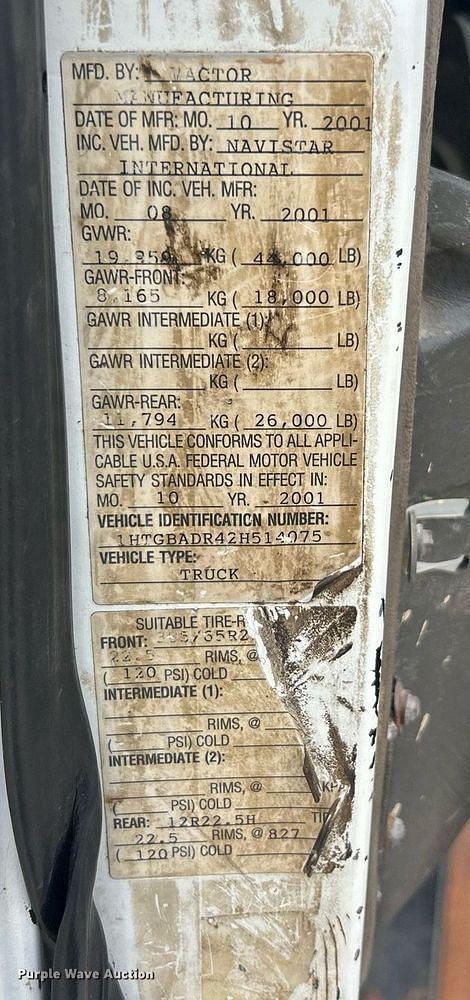 MFD. BY: VACTOR
MANUFACTURING
DATE OF MFR: MO. 10 YR. 2001
INC. VEH. MFD. BY: NAVISTAR
INTERNATIONAL
DATE OF INC. VEH. MFR:
MO. 08 YR. 2001
GVWR:
KG ( 44,000 LB)
GAWR-FRONT:
8,165 KG ( 18,000 LB)
GAWR INTERMEDIATE (1):
KG ( LB)
GAWR INTERMEDIATE (2):
KG ( LB)
GAWR-REAR:
11,794 KG ( 26,000 LB)
THIS VEHICLE CONFORMS TO ALL APPLI-
CABLE U.S.A. FEDERAL MOTOR VEHICLE
SAFETY STANDARDS IN EFFECT IN:
MO. 10 YR. 2001
VEHICLE IDENTIFICATION NUMBER:
1HTGBADR42H514075
VEHICLE TYPE:
TRUCK
SUITABLE TIRE-R
FRONT:
22.5 RIMS, @
( 120 PSI) COLD
INTERMEDIATE (1):
RIMS, @
( PSI) COLD
INTERMEDIATE (2):
RIMS, @
( PSI) COLD
REAR: 12R22.5H
22.5 RIMS, @ 827
( 120 PSI) COLD
Purple Wave Auction